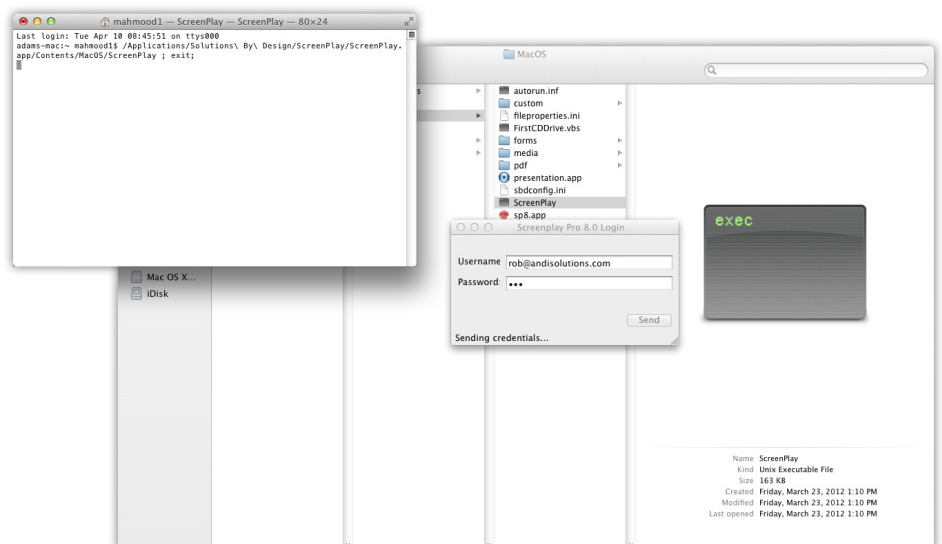 mahmood1 — ScreenPlay — ScreenPlay — 80×24
Last login: Tue Apr 10 08:45:51 on ttys000
adams-mac:~ mahmood1$ /Applications/Solutions\ By\ Design/ScreenPlay/ScreenPlay.
app/Contents/MacOS/ScreenPlay ; exit;
MacOS
s
autorun.inf
custom
fileproperties.ini
FirstCDDrive.vbs
forms
media
pdf
presentation.app
sbdconfig.ini
ScreenPlay
sp8.app
exec
Screenplay Pro 8.0 Login
Username rob@andisolutions.com
Password: •••
Send
Sending credentials...
Mac OS X...
iDisk
Name ScreenPlay
Kind Unix Executable File
Size 163 KB
Created Friday, March 23, 2012 1:10 PM
Modified Friday, March 23, 2012 1:10 PM
Last opened Friday, March 23, 2012 1:10 PM